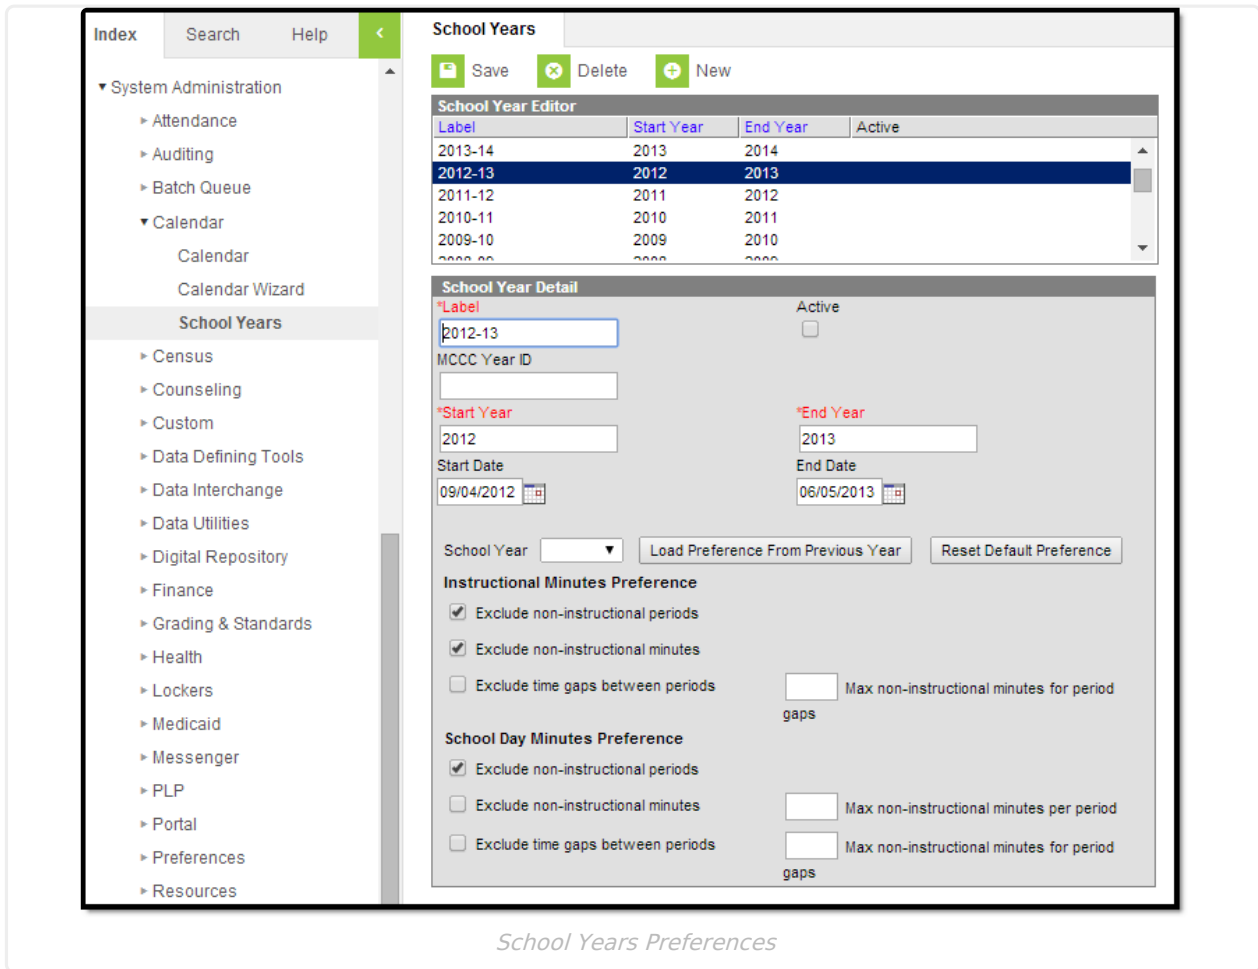 Index Search Help
System Administration
Attendance
Auditing
Batch Queue
Calendar
Calendar
Calendar Wizard
School Years
Census
Counseling
Custom
Data Defining Tools
Data Interchange
Data Utilities
Digital Repository
Finance
Grading & Standards
Health
Lockers
Medicaid
Messenger
PLP
Portal
Preferences
Resources
School Years
Save Delete New
School Year Editor
Label Start Year End Year Active
2013-14 2013 2014
2012-13 2012 2013
2011-12 2011 2012
2010-11 2010 2011
2009-10 2009 2010
School Year Detail
*Label Active
2012-13
MCCC Year ID
*Start Year *End Year
2012 2013
Start Date End Date
09/04/2012 06/05/2013
School Year Load Preference From Previous Year Reset Default Preference
Instructional Minutes Preference
Exclude non-instructional periods
Exclude non-instructional minutes
Exclude time gaps between periods Max non-instructional minutes for period
gaps
School Day Minutes Preference
Exclude non-instructional periods
Exclude non-instructional minutes Max non-instructional minutes per period
Exclude time gaps between periods Max non-instructional minutes for period
gaps
School Years Preferences